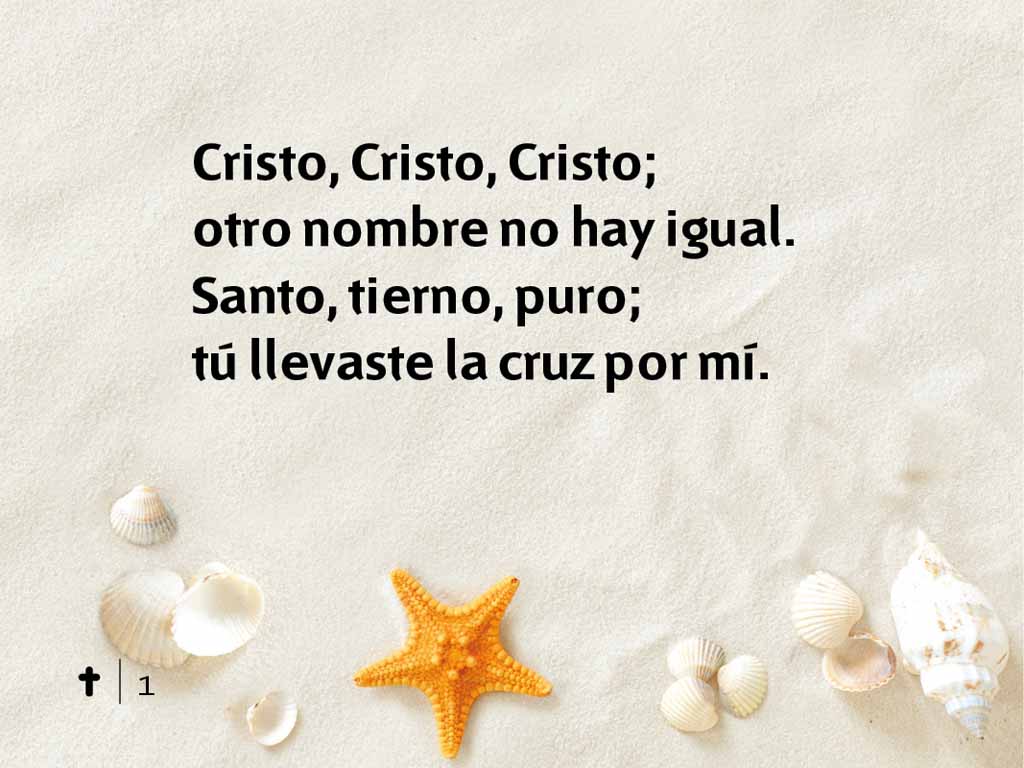 Cristo, Cristo, Cristo;
otro nombre no hay igual.
Santo, tierno, puro;
tú llevaste la cruz por mí.
1